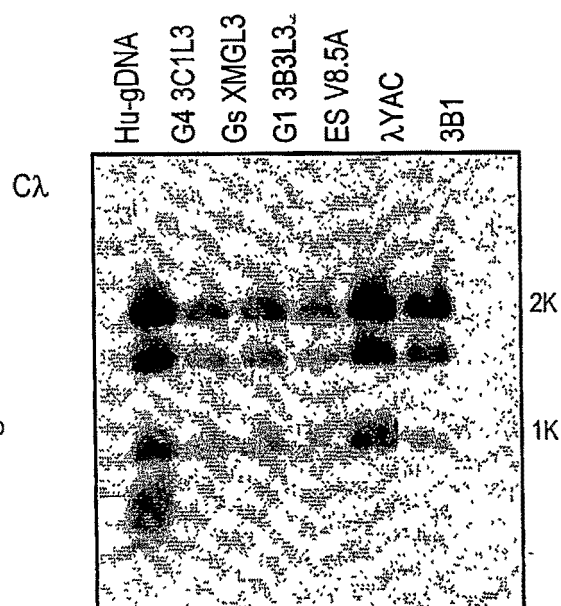 Hu-gDNA
G4 3C1L3
Gs XMGL3
G1 3B3L3
ES V8.5A
λYAC
3B1
Cλ
2K
1K